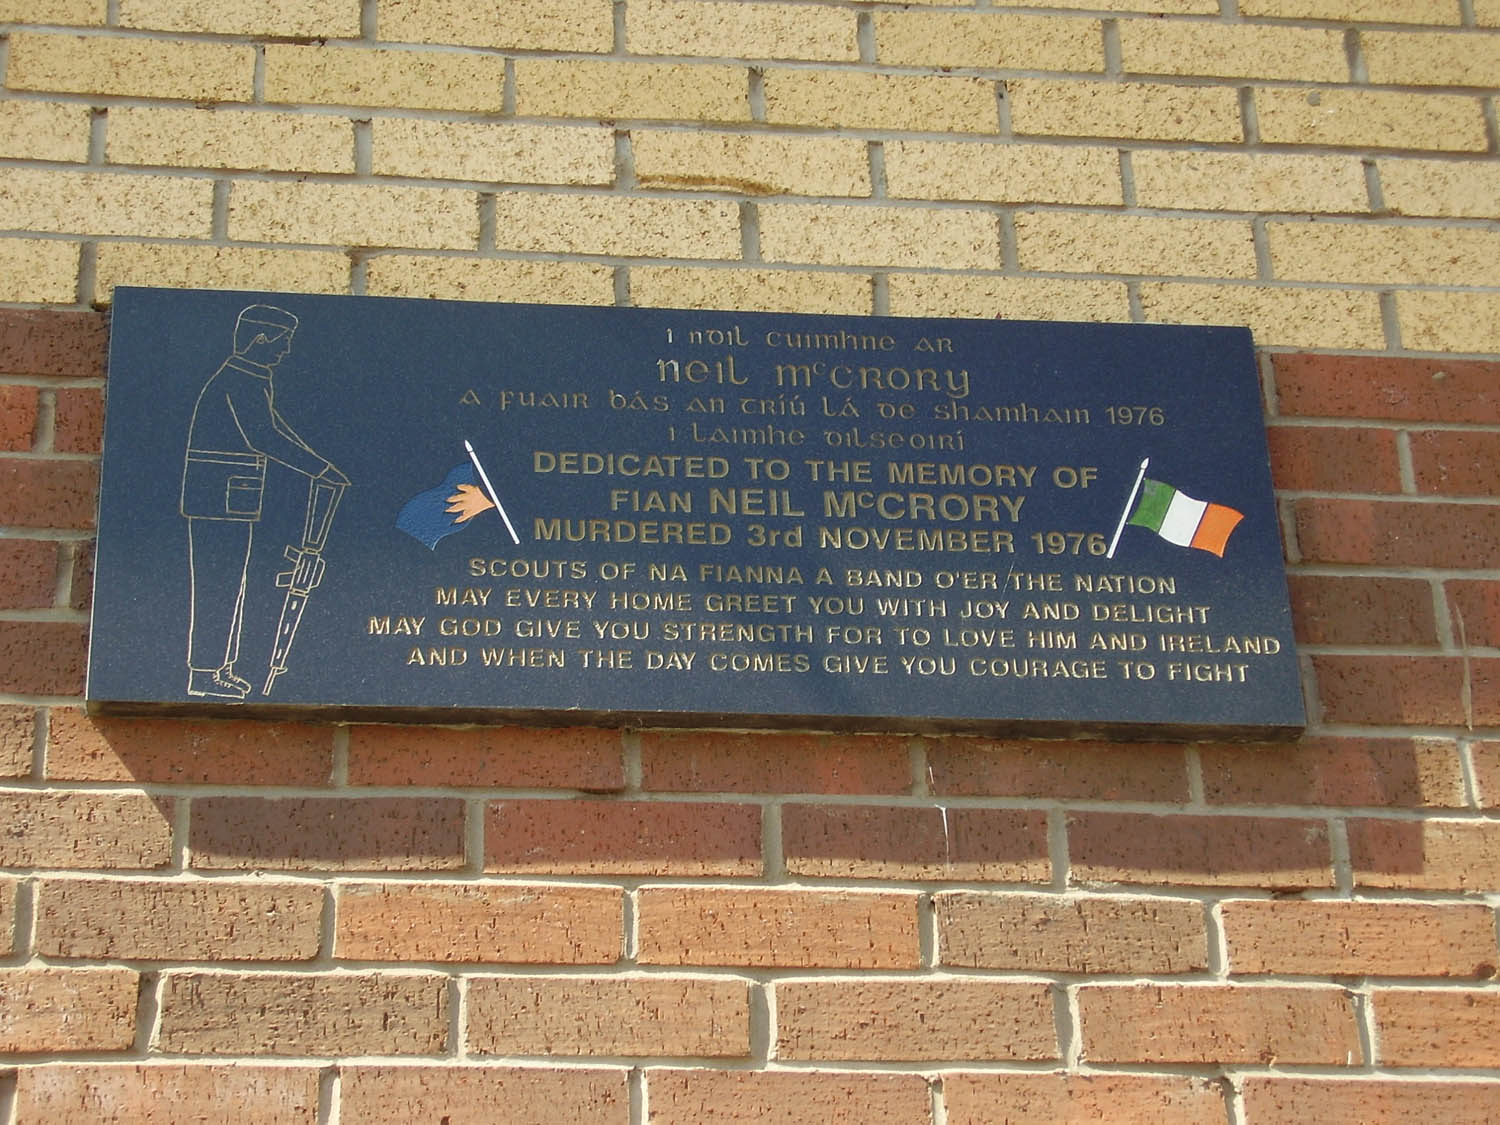 I nDIL CUIMHNE AR
NEIL McCRORY
A FUAIR BÁS AN TRÍÚ LÁ DE SHAMHAIN 1976
I LAIMHE DILSEOIRÍ
DEDICATED TO THE MEMORY OF
FIAN NEIL McCRORY
MURDERED 3rd NOVEMBER 1976
SCOUTS OF NA FIANNA A BAND O'ER THE NATION
MAY EVERY HOME GREET YOU WITH JOY AND DELIGHT
MAY GOD GIVE YOU STRENGTH FOR TO LOVE HIM AND IRELAND
AND WHEN THE DAY COMES GIVE YOU COURAGE TO FIGHT